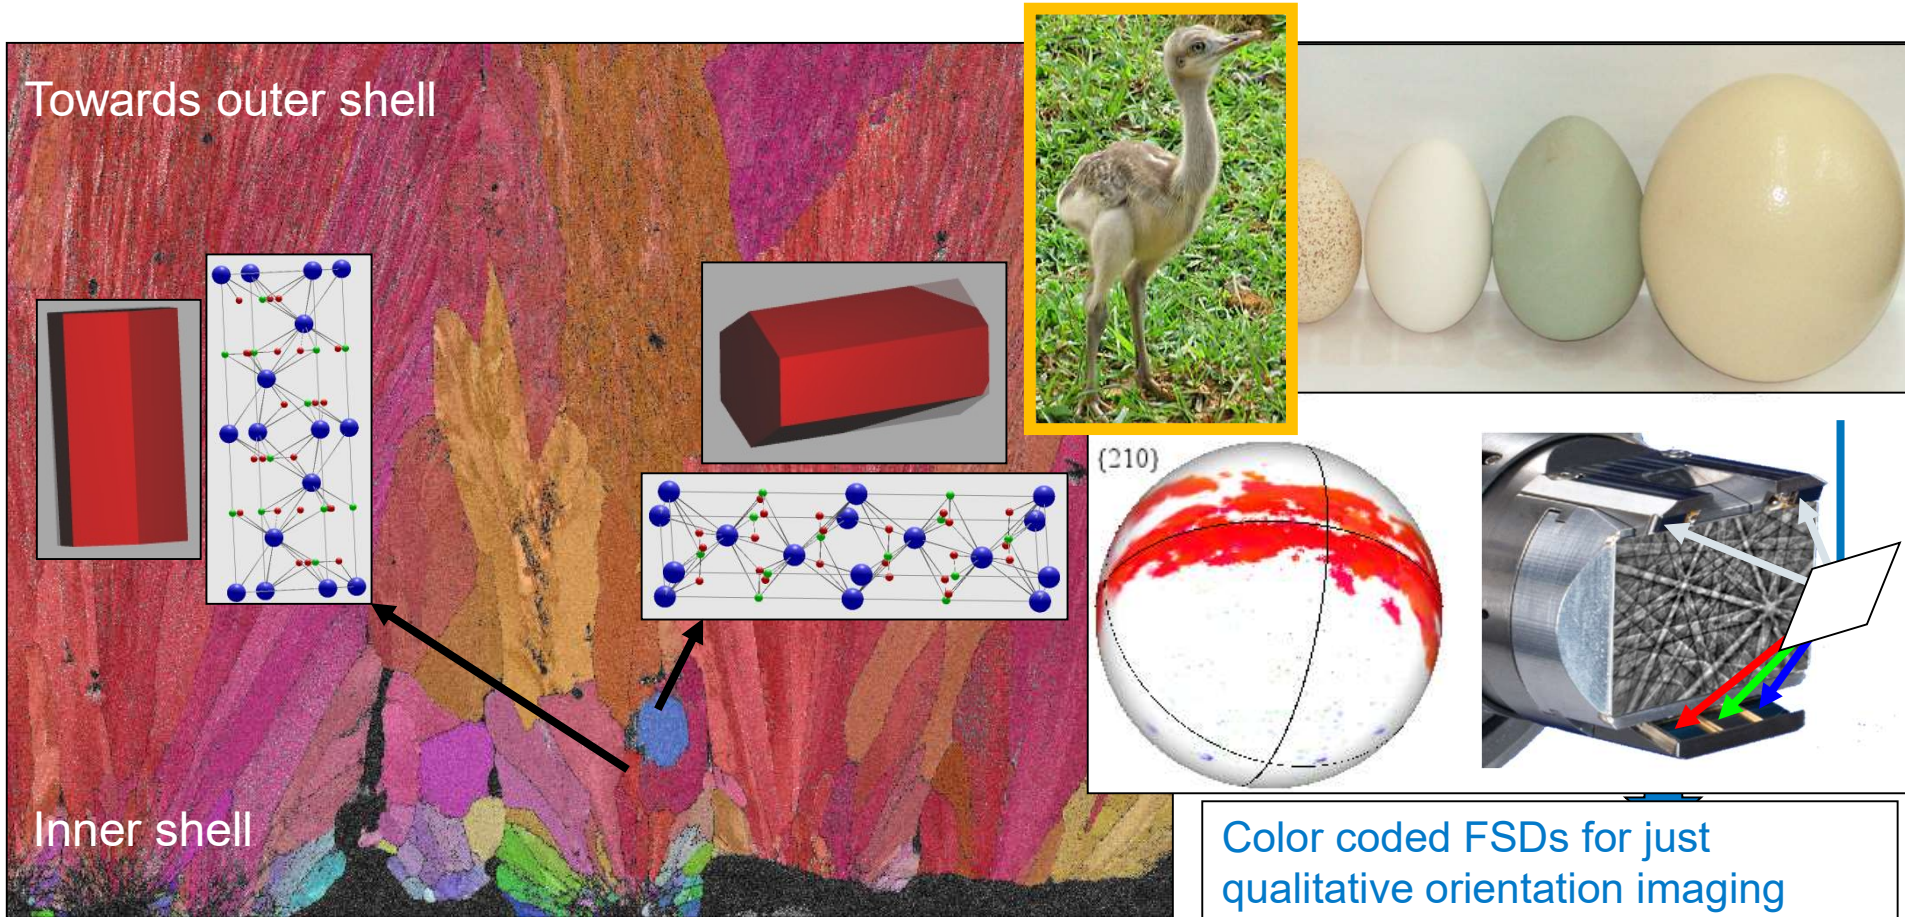 Towards outer shell
{210}
Inner shell
Color coded FSDs for just
qualitative orientation imaging